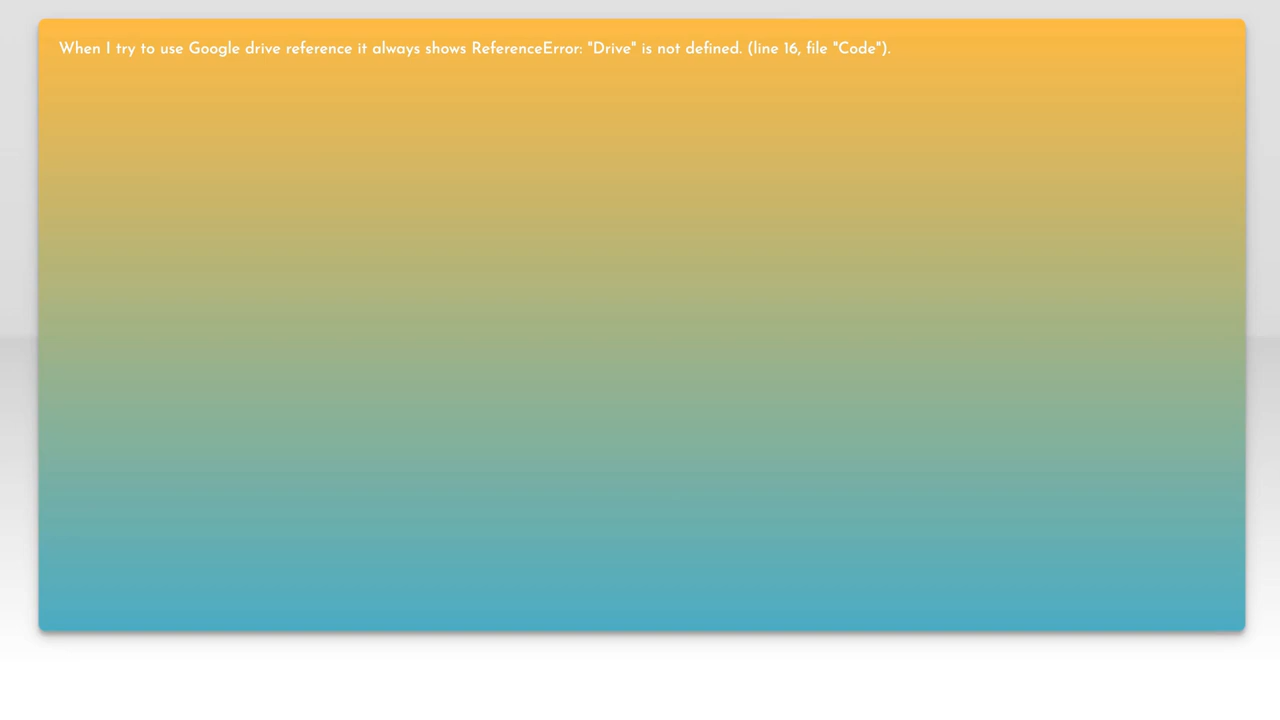 When I try to use Google drive reference it always shows ReferenceError: "Drive" is not defined. (line 16, file "Code").